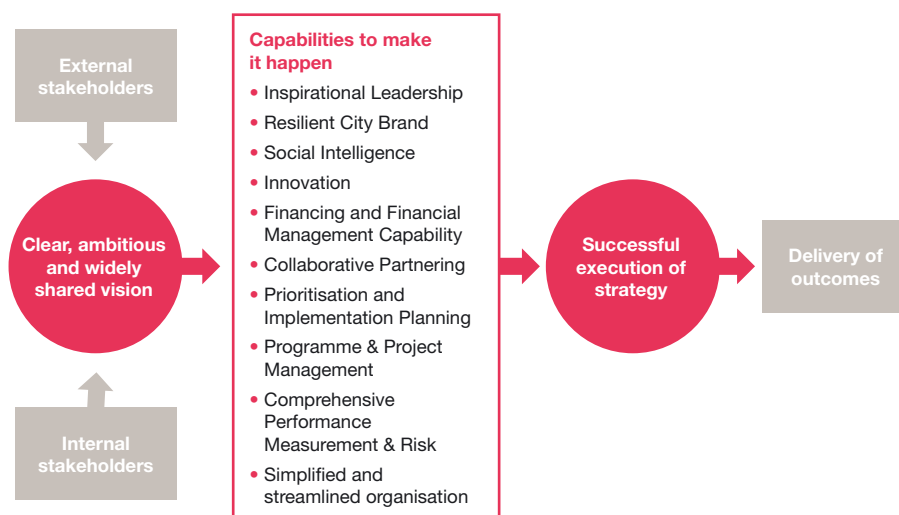 External
stakeholders
Clear, ambitious
and widely
shared vision
Internal
stakeholders
Capabilities to make
it happen
• Inspirational Leadership
• Resilient City Brand
• Social Intelligence
• Innovation
• Financing and Financial
Management Capability
• Collaborative Partnering
• Prioritisation and
Implementation Planning
• Programme & Project
Management
• Comprehensive
Performance
Measurement & Risk
• Simplified and
streamlined organisation
Successful
execution of
strategy
Delivery of
outcomes